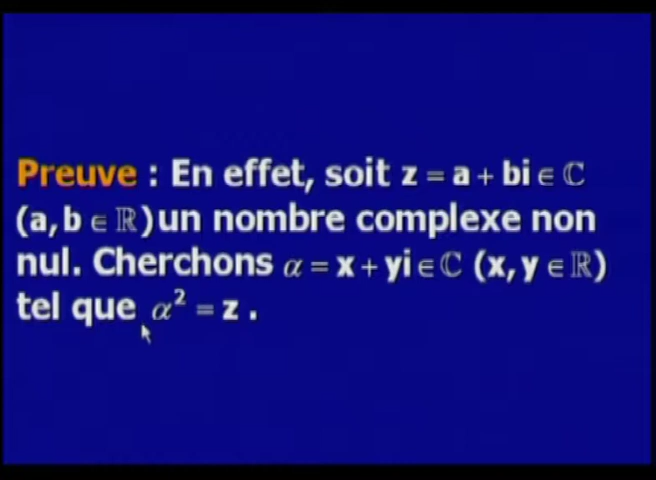 Preuve : En effet, soit z = a + bi ∈ ℂ
(a, b ∈ ℝ) un nombre complexe non
nul. Cherchons α = x + yi ∈ ℂ (x, y ∈ ℝ)
tel que α² = z .